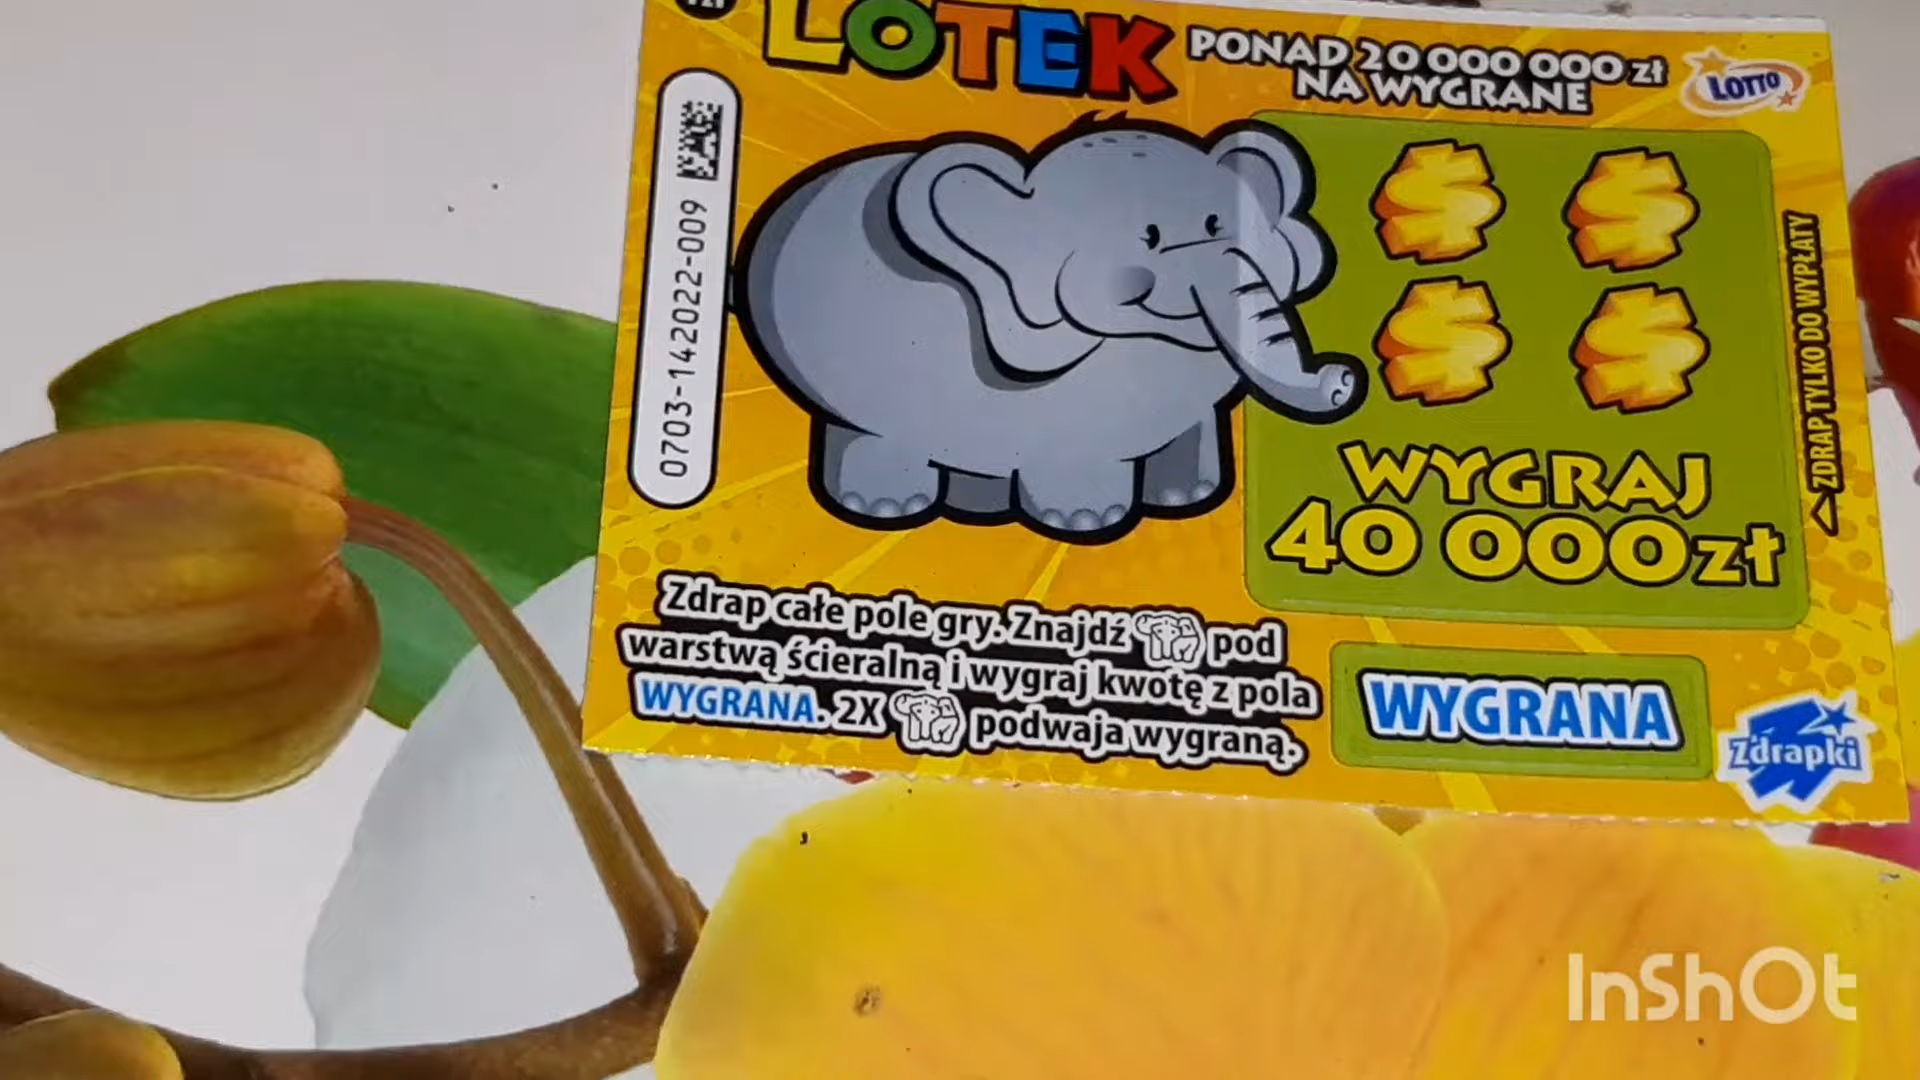 LOTEK
PONAD 20 000 000 zł
NA WYGRANE
LOTTO
0703-142022-009
WYGRAJ
40 000 zł
ZDRAP TYLKO DO WYPŁATY
Zdrap całe pole gry. Znajdź pod
warstwą ścieralną i wygraj kwotę z pola
WYGRANA. 2X podwaja wygraną.
WYGRANA
Zdrapki
InShOt